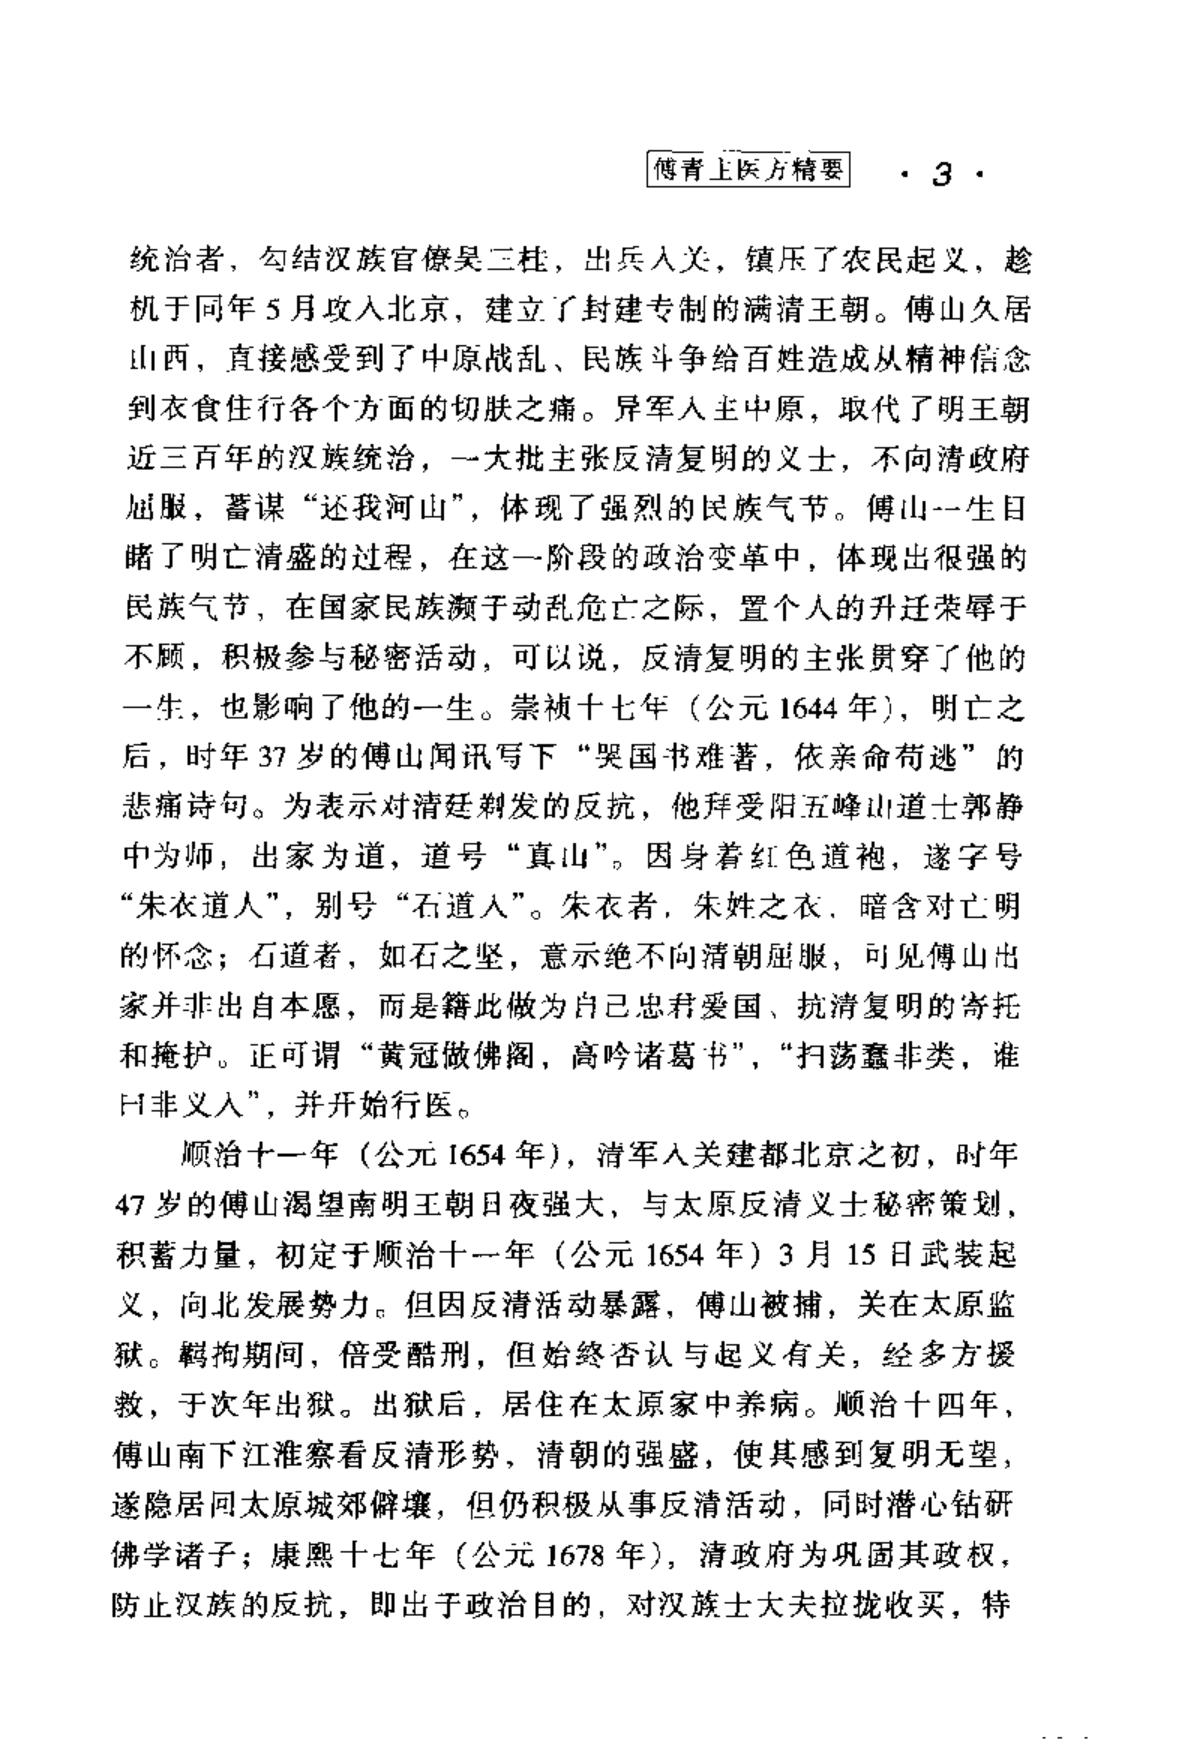 傅青主医方精要 · 3 ·
统治者，勾结汉族官僚吴三桂，出兵入关，镇压了农民起义，趁
机于同年 5 月攻入北京，建立了封建专制的满清王朝。傅山久居
山西，直接感受到了中原战乱、民族斗争给百姓造成从精神信念
到衣食住行各个方面的切肤之痛。异军入主中原，取代了明王朝
近三百年的汉族统治，一大批主张反清复明的义士，不向清政府
屈服，蓄谋“还我河山”，体现了强烈的民族气节。傅山一生目
睹了明亡清盛的过程，在这一阶段的政治变革中，体现出很强的
民族气节，在国家民族濒于动乱危亡之际，置个人的升迁荣辱于
不顾，积极参与秘密活动，可以说，反清复明的主张贯穿了他的
一生，也影响了他的一生。崇祯十七年（公元 1644 年），明亡之
后，时年 37 岁的傅山闻讯写下“哭国书难著，依亲命苟逃”的
悲痛诗句。为表示对清廷剃发的反抗，他拜受阳五峰山道士郭静
中为师，出家为道，道号“真山”。因身着红色道袍，遂字号
“朱衣道人”，别号“石道人”。朱衣者，朱姓之衣，暗含对亡明
的怀念；石道者，如石之坚，意示绝不向清朝屈服，可见傅山出
家并非出自本愿，而是籍此做为自己忠君爱国、抗清复明的寄托
和掩护。正可谓“黄冠做佛阁，高吟诸葛书”，“扫荡蠢非类，谁
曰非义人”，并开始行医。
顺治十一年（公元 1654 年），清军入关建都北京之初，时年
47 岁的傅山渴望南明王朝日夜强大，与太原反清义士秘密策划，
积蓄力量，初定于顺治十一年（公元 1654 年）3 月 15 日武装起
义，向北发展势力。但因反清活动暴露，傅山被捕，关在太原监
狱。羁拘期间，倍受酷刑，但始终否认与起义有关，经多方援
救，于次年出狱。出狱后，居住在太原家中养病。顺治十四年，
傅山南下江淮察看反清形势，清朝的强盛，使其感到复明无望，
遂隐居间太原城郊僻壤，但仍积极从事反清活动，同时潜心钻研
佛学诸子；康熙十七年（公元 1678 年），清政府为巩固其政权，
防止汉族的反抗，即出于政治目的，对汉族士大夫拉拢收买，特